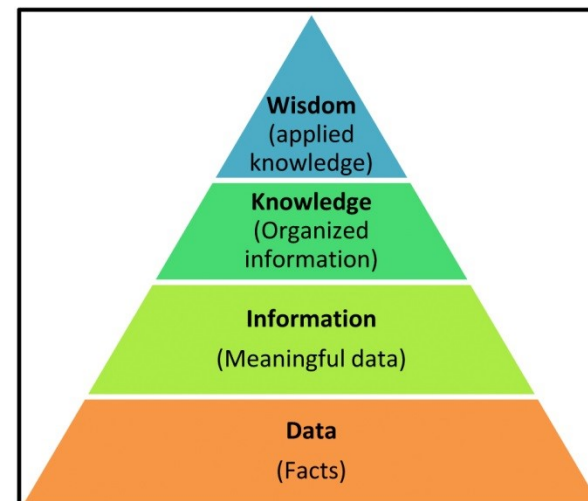 Wisdom
(applied
knowledge)
Knowledge
(Organized
information)
Information
(Meaningful data)
Data
(Facts)